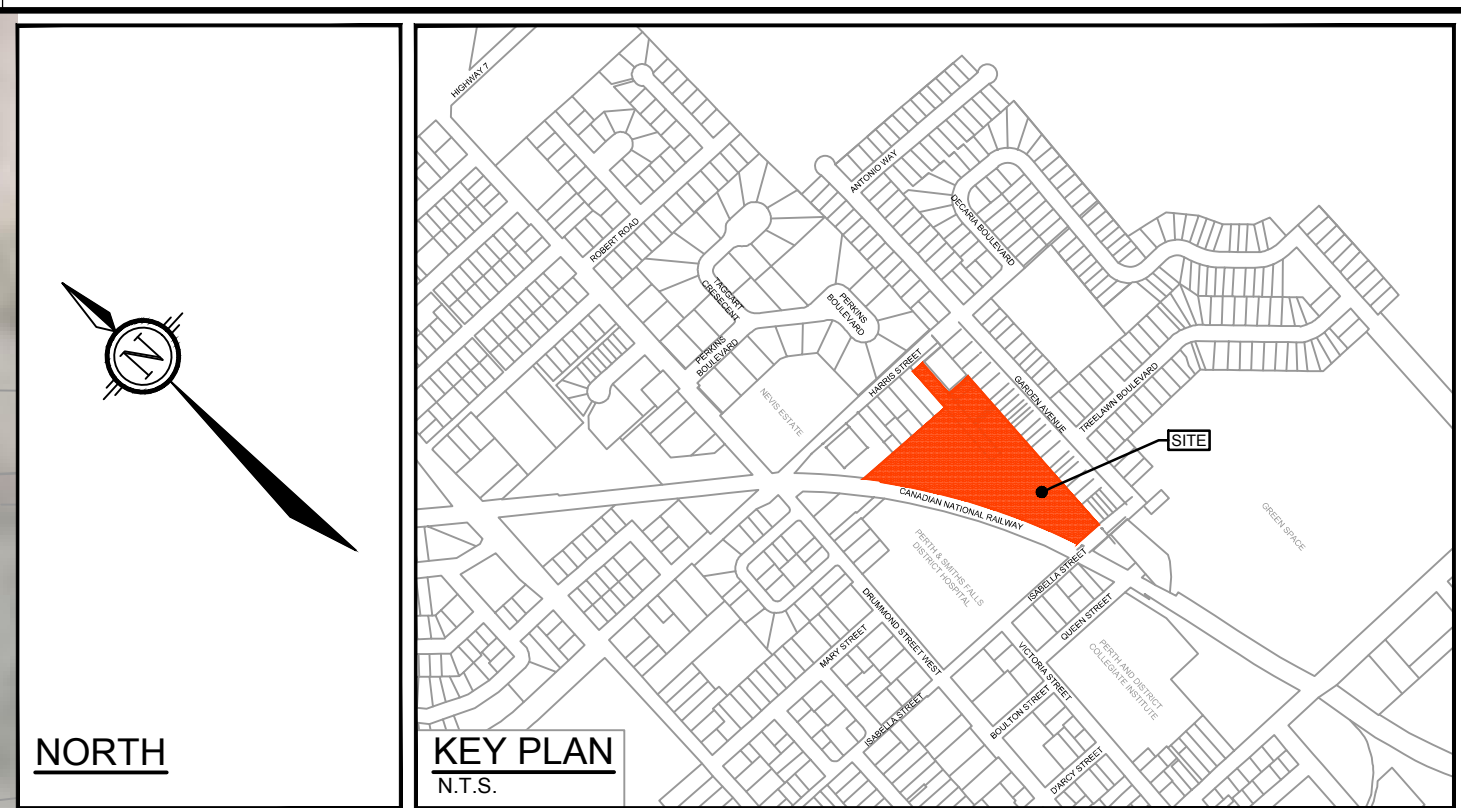 N
NORTH
HIGHWAY 7
ROBERT ROAD
TAGGART
CRESECENT
PERKINS
BOULEVARD
PERKINS
BOULEVARD
ANTONIO WAY
DECARIA BOULEVARD
HARRIS STREET
NEVIS ESTATE
GARDEN AVENUE
TREELAWN BOULEVARD
SITE
CANADIAN NATIONAL RAILWAY
GREEN SPACE
PERTH & SMITHS FALLS
DISTRICT HOSPITAL
ISABELLA STREET
QUEEN STREET
DRUMMOND STREET WEST
MARY STREET
VICTORIA STREET
PERTH AND DISTRICT
COLLEGIATE INSTITUTE
ISABELLA STREET
BOULTON STREET
D'ARCY STREET
KEY PLAN
N.T.S.